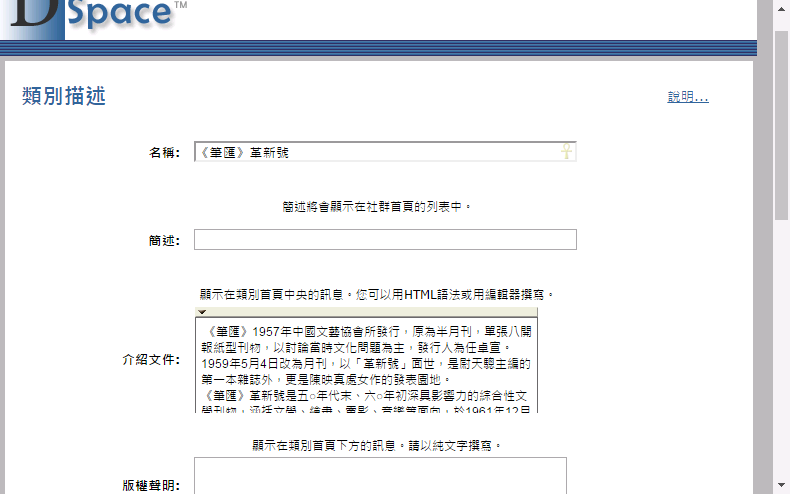 DSpace™
類別描述
說明...
名稱:
《筆匯》革新號
簡述將會顯示在社群首頁的列表中。
簡述:
顯示在類別首頁中央的訊息。您可以用HTML語法或用編輯器撰寫。
介紹文件:
《筆匯》1957年中國文藝協會所發行，原為半月刊，單張八開
報紙型刊物，以討論當時文化問題為主，發行人為任卓宣。
1959年5月4日改為月刊，以「革新號」面世，是尉天驄主編的
第一本雜誌外，更是陳映真處女作的發表園地。
《筆匯》革新號是五○年代末、六○年初深具影響力的綜合性文
學刊物，涵括文學、繪畫、電影、音樂等面向，於1961年12月
顯示在類別首頁下方的訊息。請以純文字撰寫。
版權聲明: